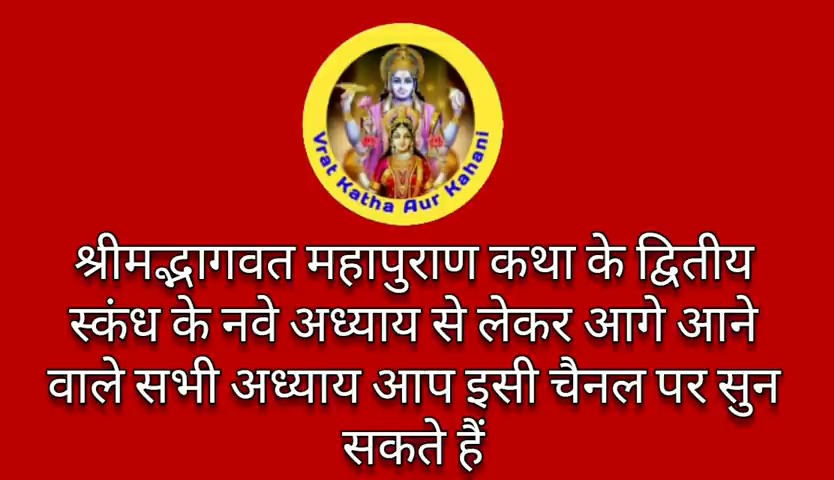 Vrat Katha Aur Kahani
श्रीमद्भागवत महापुराण कथा के द्वितीय
स्कंध के नवे अध्याय से लेकर आगे आने
वाले सभी अध्याय आप इसी चैनल पर सुन
सकते हैं